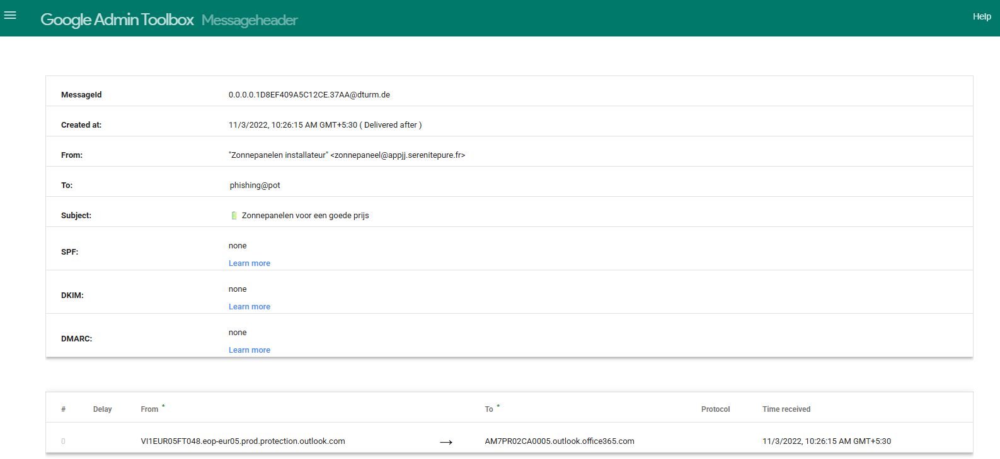 Google Admin Toolbox Messageheader Help
MessageId 0.0.0.0.1D8EF409A5C12CE.37AA@dturm.de
Created at: 11/3/2022, 10:26:15 AM GMT+5:30 ( Delivered after )
From: "Zonnepanelen installateur" <zonnepaneel@appjj.serenitepure.fr>
To: phishing@pot
Subject: 🔋 Zonnepanelen voor een goede prijs
SPF: none
Learn more
DKIM: none
Learn more
DMARC: none
Learn more
# Delay From * To * Protocol Time received
0 VI1EUR05FT048.eop-eur05.prod.protection.outlook.com → AM7PR02CA0005.outlook.office365.com 11/3/2022, 10:26:15 AM GMT+5:30